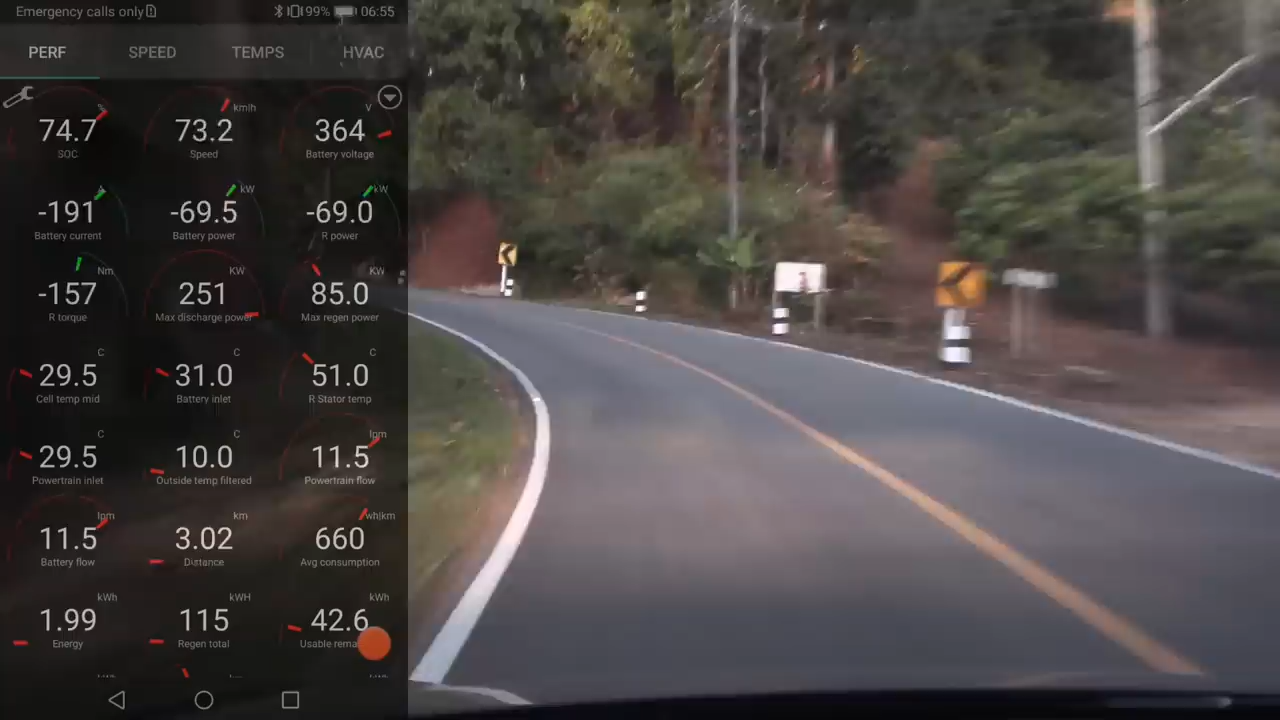 Emergency calls only 99% 06:55
PERF SPEED TEMPS HVAC
% km|h V
74.7 73.2 364
SOC Speed Battery voltage
A kW kW
-191 -69.5 -69.0
Battery current Battery power R power
Nm KW KW
-157 251 85.0
R torque Max discharge power Max regen power
C C C
29.5 31.0 51.0
Cell temp mid Battery inlet R Stator temp
C C lpm
29.5 10.0 11.5
Powertrain inlet Outside temp filtered Powertrain flow
lpm km wh|km
11.5 3.02 660
Battery flow Distance Avg consumption
kWh kWH kWh
1.99 115 42.6
Energy Regen total Usable rema